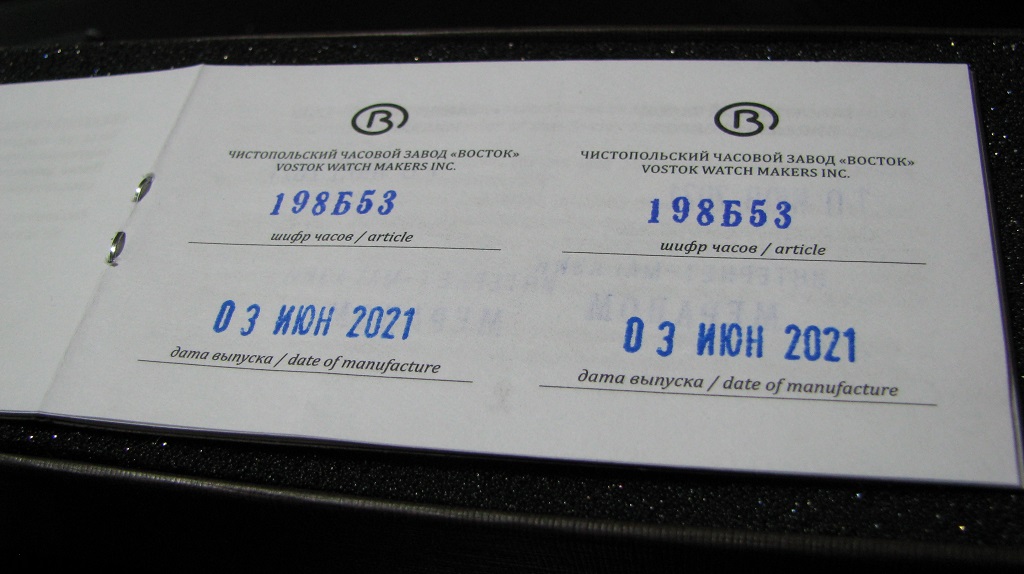 В
ЧИСТОПОЛЬСКИЙ ЧАСОВОЙ ЗАВОД «ВОСТОК»
VOSTOK WATCH MAKERS INC.
198Б53
шифр часов / article
03 ИЮН 2021
дата выпуска / date of manufacture
В
ЧИСТОПОЛЬСКИЙ ЧАСОВОЙ ЗАВОД «ВОСТОК»
VOSTOK WATCH MAKERS INC.
198Б53
шифр часов / article
03 ИЮН 2021
дата выпуска / date of manufacture